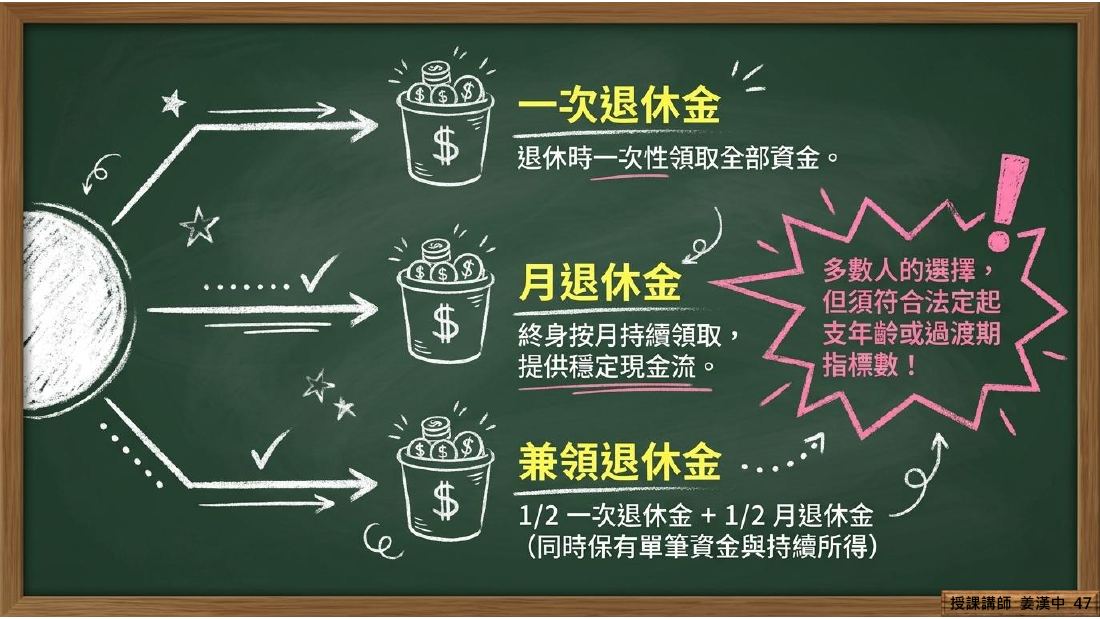 一次退休金
退休時一次性領取全部資金。
月退休金
終身按月持續領取，
提供穩定現金流。
多數人的選擇，
但須符合法定起
支年齡或過渡期
指標數！
兼領退休金
1/2 一次退休金 + 1/2 月退休金
（同時保有單筆資金與持續所得）
$ $ $
$
$ $ $
$
$ $ $
$
授課講師 姜漢中 47